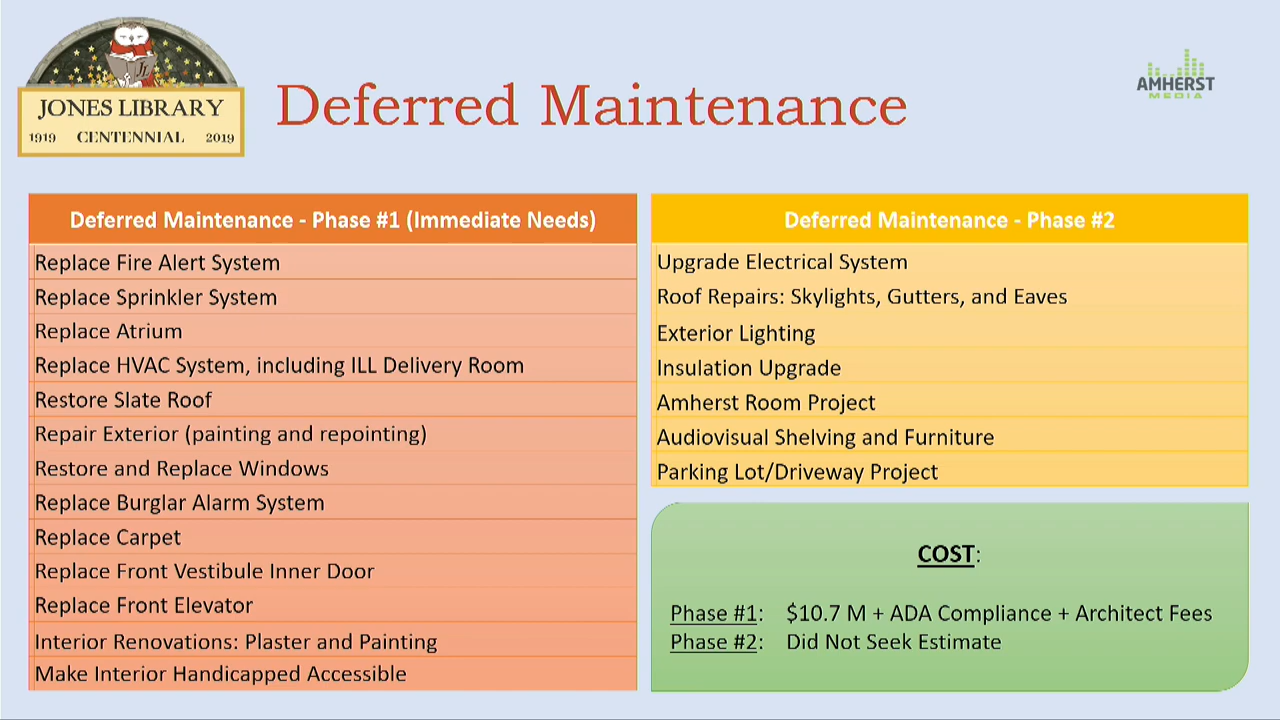 JONES LIBRARY
1919 CENTENNIAL 2019
Deferred Maintenance
AMHERST
MEDIA
Deferred Maintenance - Phase #1 (Immediate Needs)
Replace Fire Alert System
Replace Sprinkler System
Replace Atrium
Replace HVAC System, including ILL Delivery Room
Restore Slate Roof
Repair Exterior (painting and repointing)
Restore and Replace Windows
Replace Burglar Alarm System
Replace Carpet
Replace Front Vestibule Inner Door
Replace Front Elevator
Interior Renovations: Plaster and Painting
Make Interior Handicapped Accessible
Deferred Maintenance - Phase #2
Upgrade Electrical System
Roof Repairs: Skylights, Gutters, and Eaves
Exterior Lighting
Insulation Upgrade
Amherst Room Project
Audiovisual Shelving and Furniture
Parking Lot/Driveway Project
COST:
Phase #1: $10.7 M + ADA Compliance + Architect Fees
Phase #2: Did Not Seek Estimate